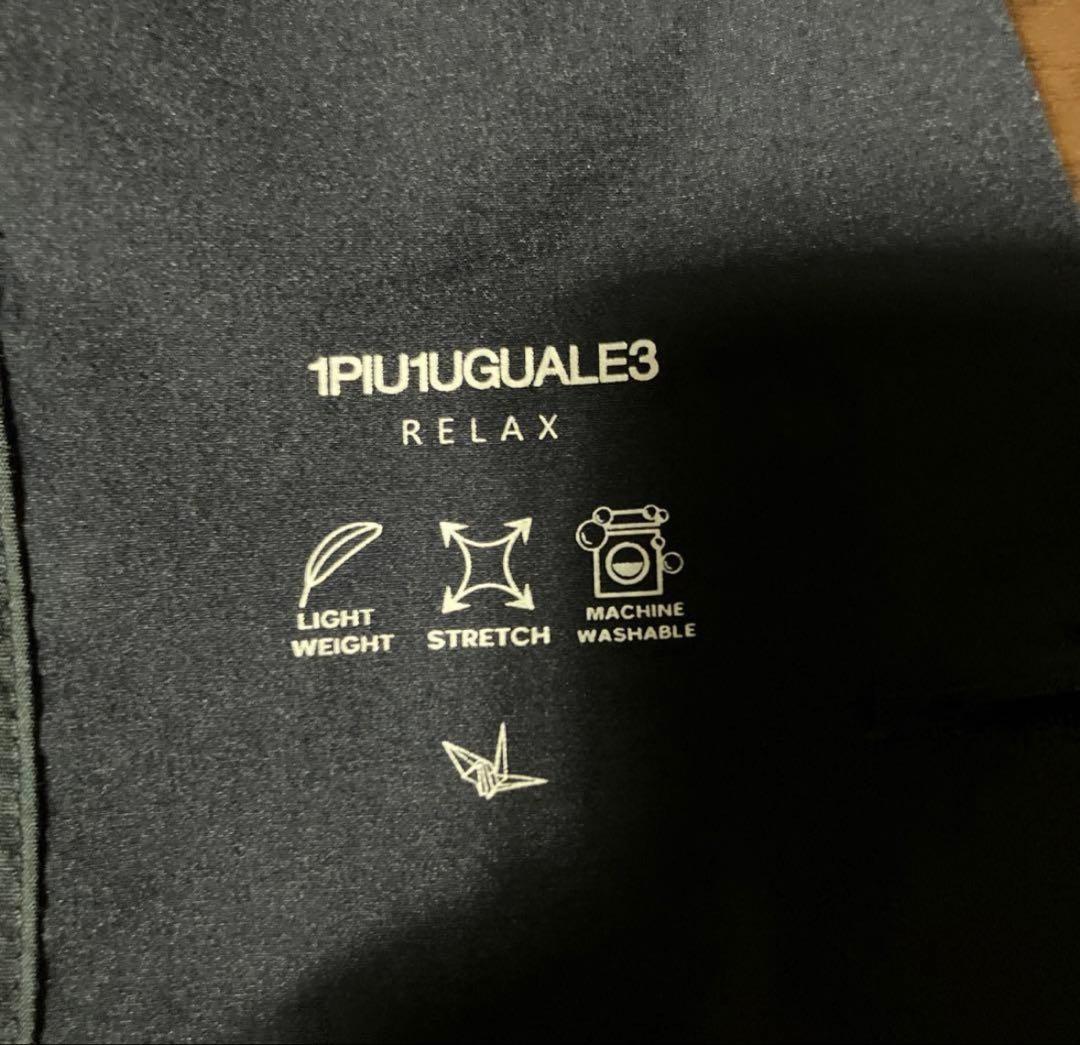 1PIU1UGUALE3
RELAX
LIGHT
WEIGHT
STRETCH
MACHINE
WASHABLE